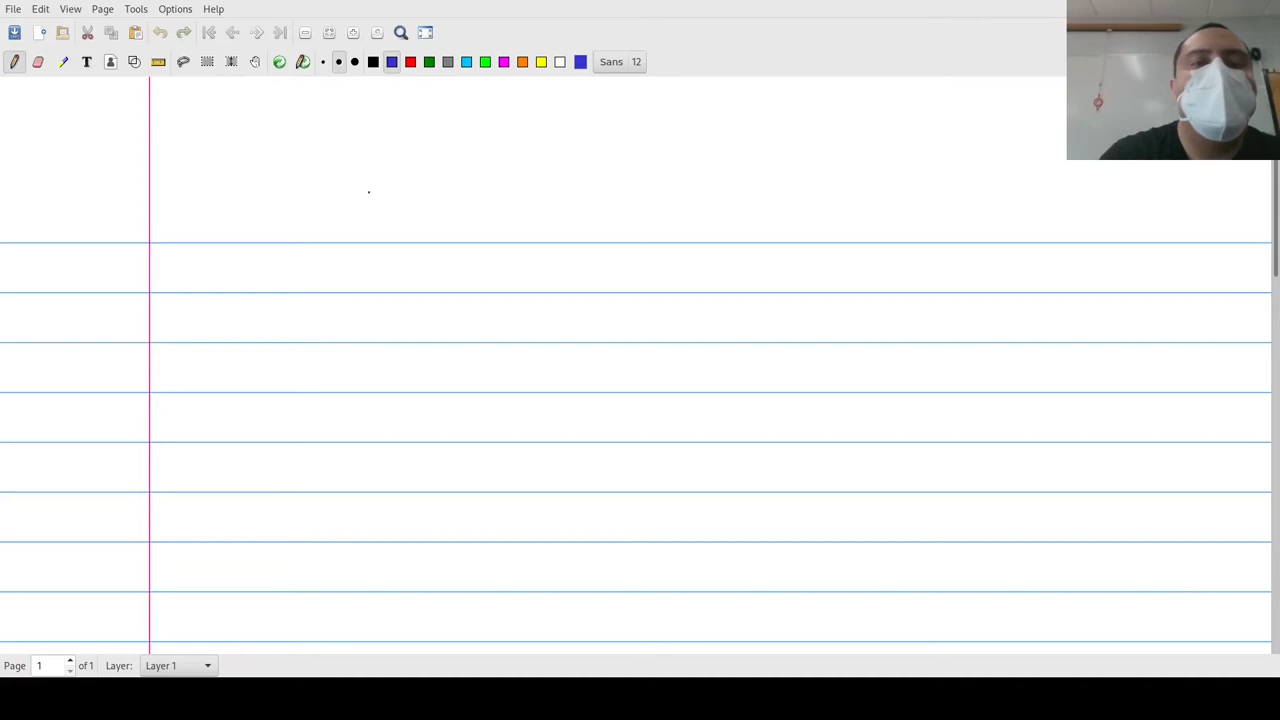 File Edit View Page Tools Options Help
T Sans 12
Page 1 of 1 Layer: Layer 1